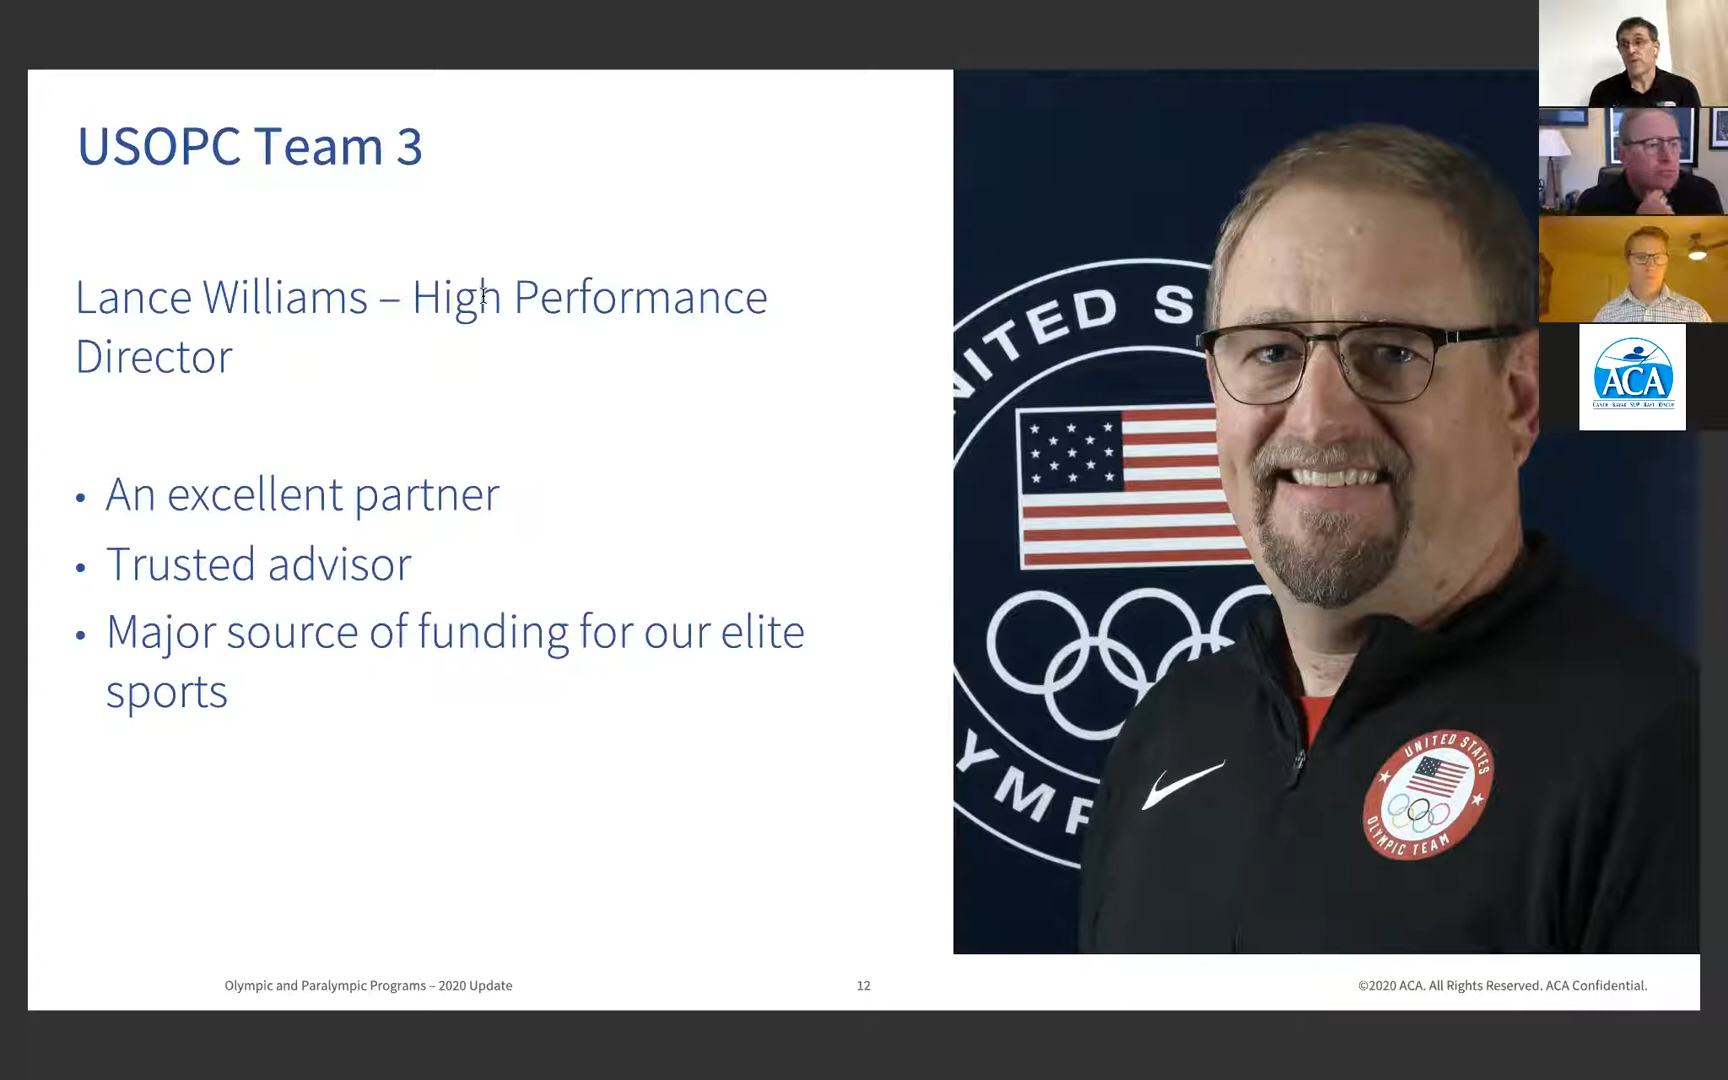 USOPC Team 3
Lance Williams – High Performance
Director
• An excellent partner
• Trusted advisor
• Major source of funding for our elite
sports
NITED S
YMP
UNITED STATES
OLYMPIC TEAM
ACA
Olympic and Paralympic Programs – 2020 Update
12
©2020 ACA. All Rights Reserved. ACA Confidential.